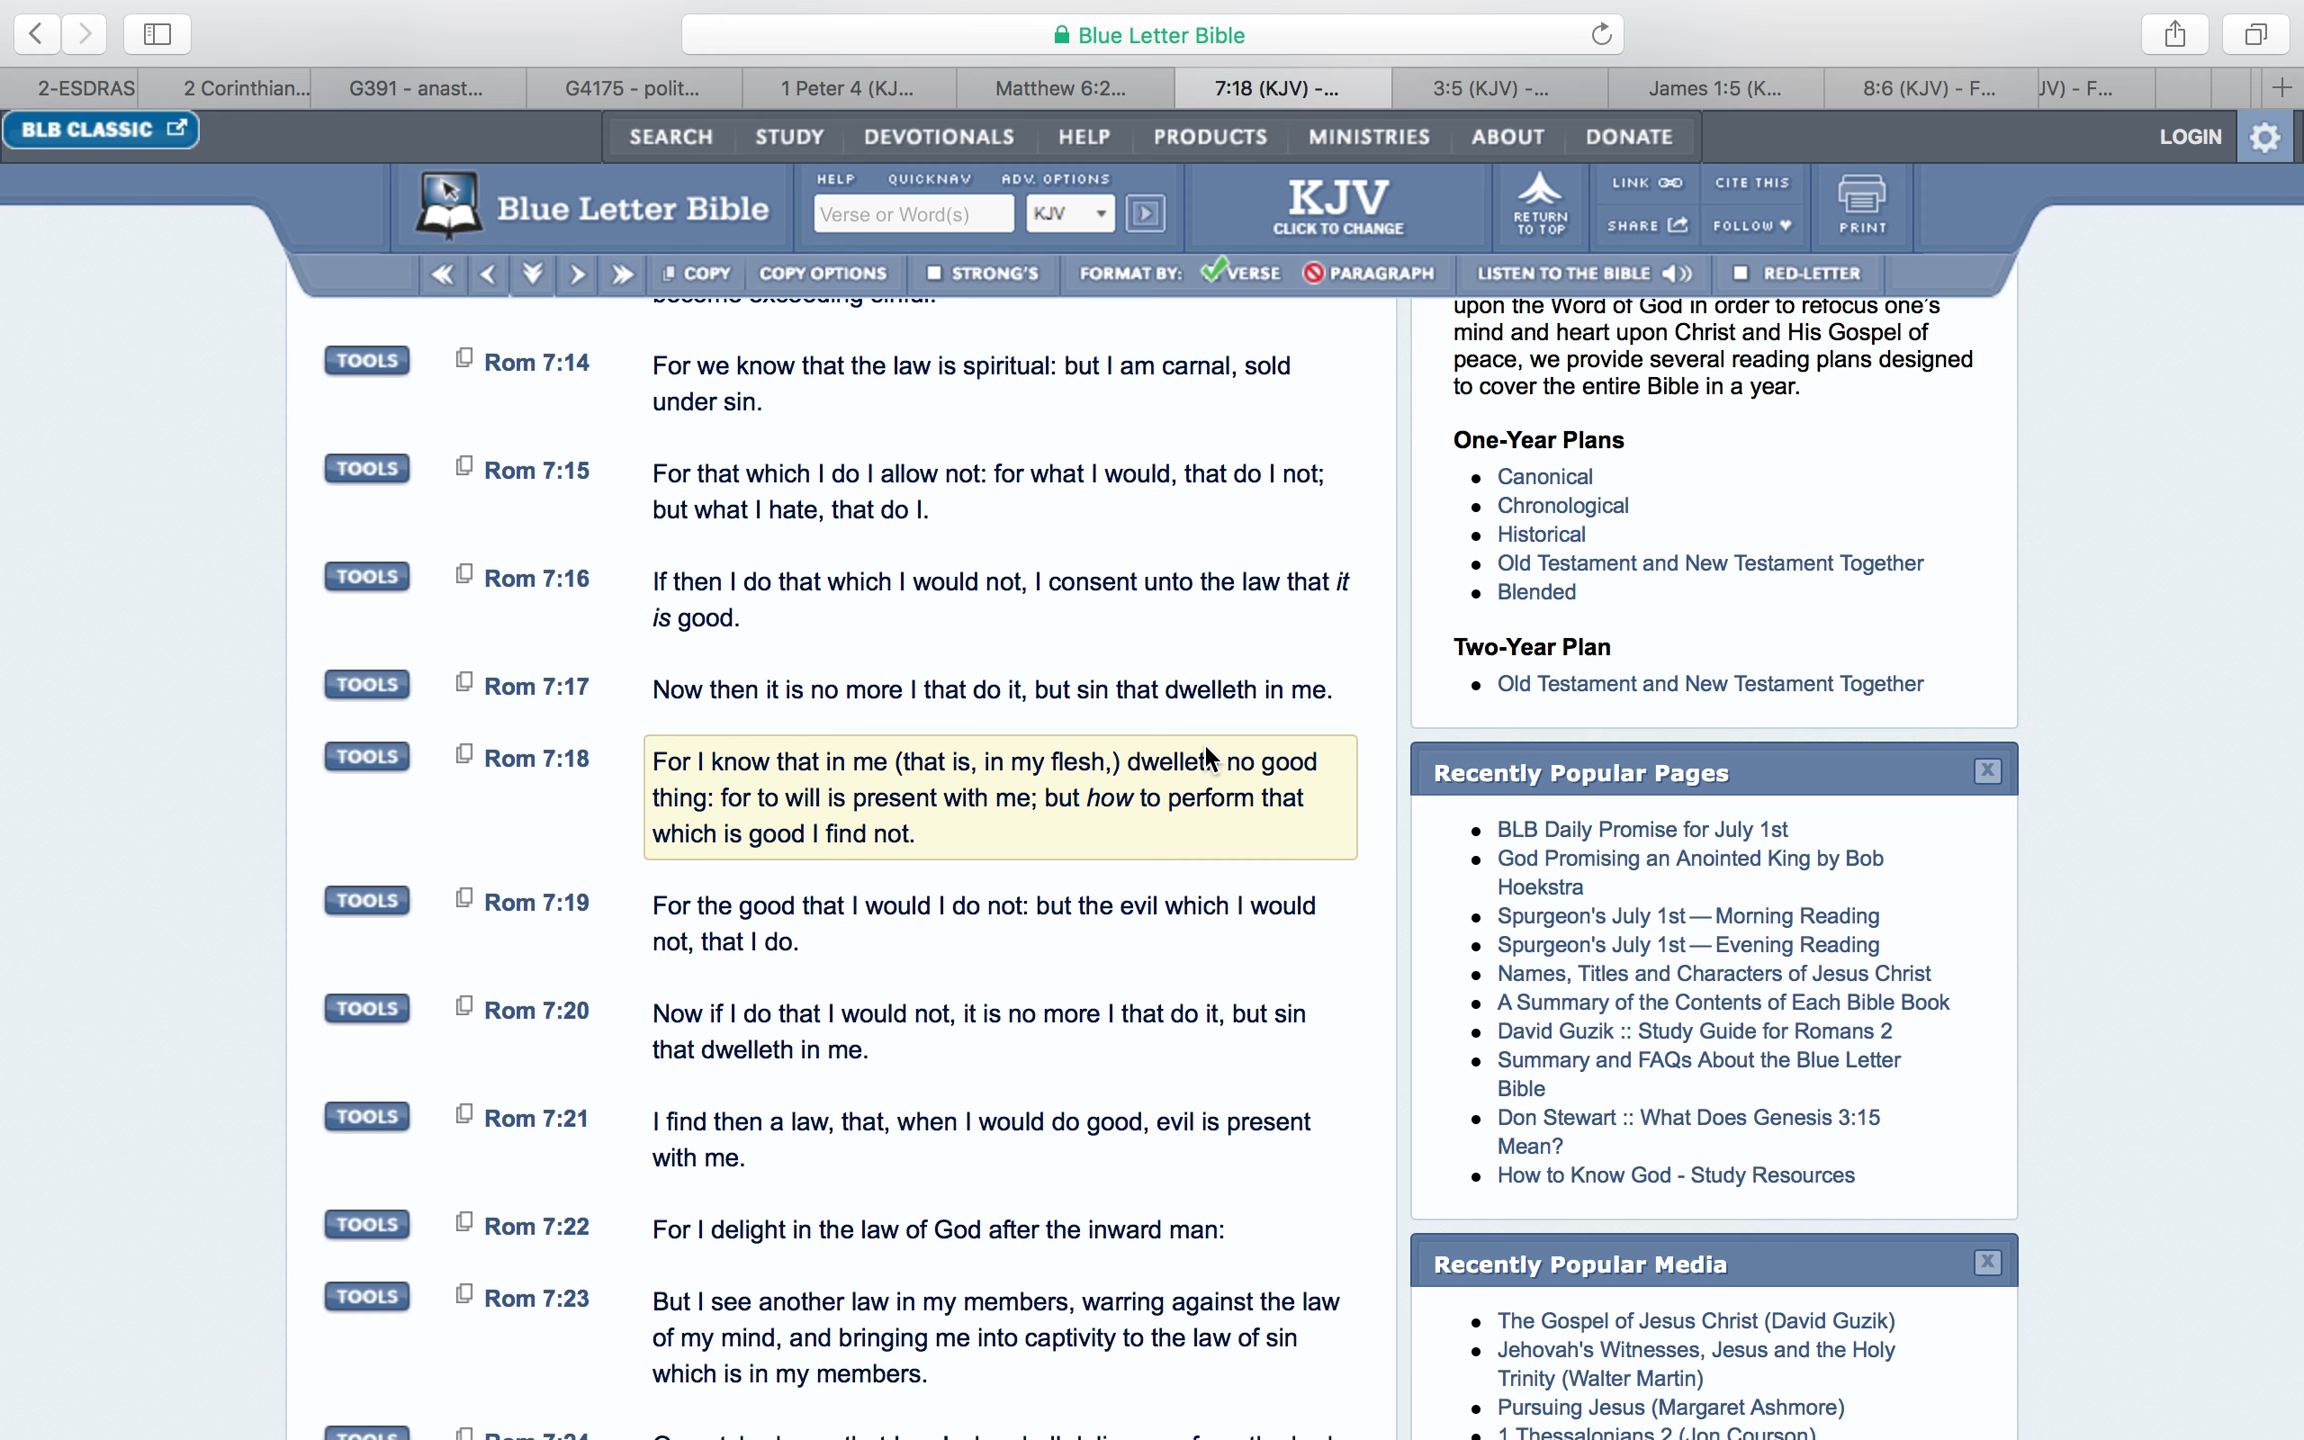 Blue Letter Bible
2-ESDRAS
2 Corinthian...
G391 - anast...
G4175 - polit...
1 Peter 4 (KJ...
Matthew 6:2...
7:18 (KJV) -...
3:5 (KJV) -...
James 1:5 (K...
8:6 (KJV) - F...
JV) - F...
BLB CLASSIC
SEARCH
STUDY
DEVOTIONALS
HELP
PRODUCTS
MINISTRIES
ABOUT
DONATE
LOGIN
Blue Letter Bible
HELP
QUICKNAV
ADV. OPTIONS
Verse or Word(s)
KJV
KJV
CLICK TO CHANGE
RETURN
TO TOP
LINK
CITE THIS
SHARE
FOLLOW
PRINT
COPY
COPY OPTIONS
STRONG'S
FORMAT BY:
VERSE
PARAGRAPH
LISTEN TO THE BIBLE
RED-LETTER
become exceeding sinful.
TOOLS
Rom 7:14
For we know that the law is spiritual: but I am carnal, sold
under sin.
TOOLS
Rom 7:15
For that which I do I allow not: for what I would, that do I not;
but what I hate, that do I.
TOOLS
Rom 7:16
If then I do that which I would not, I consent unto the law that it
is good.
TOOLS
Rom 7:17
Now then it is no more I that do it, but sin that dwelleth in me.
TOOLS
Rom 7:18
For I know that in me (that is, in my flesh,) dwelleth no good
thing: for to will is present with me; but how to perform that
which is good I find not.
TOOLS
Rom 7:19
For the good that I would I do not: but the evil which I would
not, that I do.
TOOLS
Rom 7:20
Now if I do that I would not, it is no more I that do it, but sin
that dwelleth in me.
TOOLS
Rom 7:21
I find then a law, that, when I would do good, evil is present
with me.
TOOLS
Rom 7:22
For I delight in the law of God after the inward man:
TOOLS
Rom 7:23
But I see another law in my members, warring against the law
of my mind, and bringing me into captivity to the law of sin
which is in my members.
TOOLS
Rom 7:24
upon the Word of God in order to refocus one's
mind and heart upon Christ and His Gospel of
peace, we provide several reading plans designed
to cover the entire Bible in a year.
One-Year Plans
Canonical
Chronological
Historical
Old Testament and New Testament Together
Blended
Two-Year Plan
Old Testament and New Testament Together
Recently Popular Pages
BLB Daily Promise for July 1st
God Promising an Anointed King by Bob
Hoekstra
Spurgeon's July 1st — Morning Reading
Spurgeon's July 1st — Evening Reading
Names, Titles and Characters of Jesus Christ
A Summary of the Contents of Each Bible Book
David Guzik :: Study Guide for Romans 2
Summary and FAQs About the Blue Letter
Bible
Don Stewart :: What Does Genesis 3:15
Mean?
How to Know God - Study Resources
Recently Popular Media
The Gospel of Jesus Christ (David Guzik)
Jehovah's Witnesses, Jesus and the Holy
Trinity (Walter Martin)
Pursuing Jesus (Margaret Ashmore)
1 Thessalonians 2 (Jon Courson)